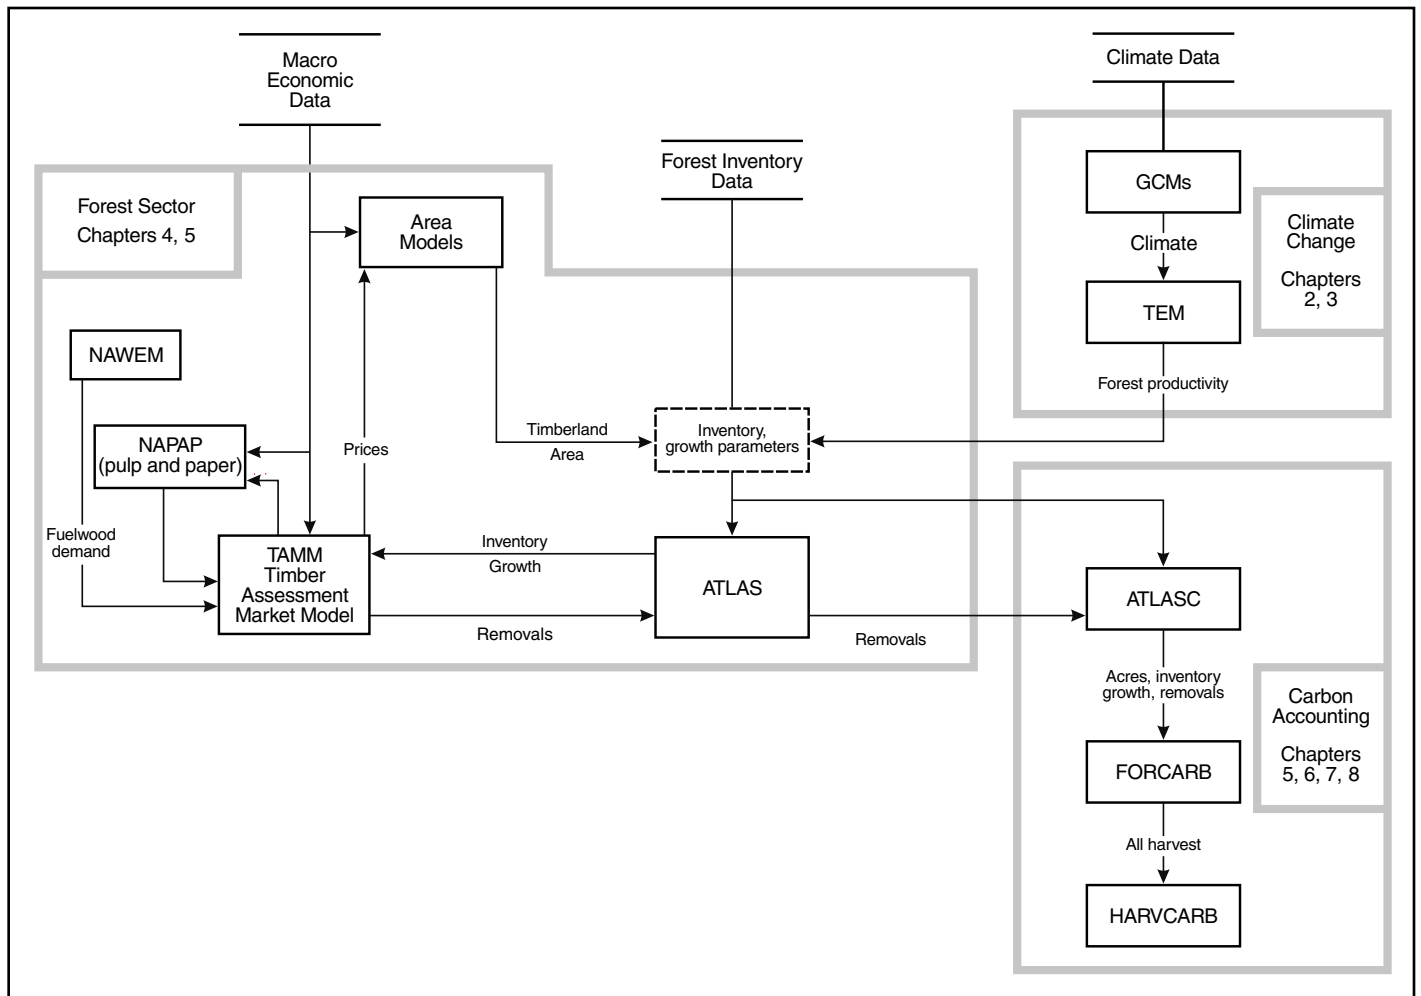 Macro
Economic
Data
Climate Data
Forest Inventory
Data
Forest Sector
Chapters 4, 5
Area
Models
GCMs
Climate
Climate
Change
Chapters
2, 3
TEM
NAWEM
Forest productivity
NAPAP
(pulp and paper)
Prices
Timberland
Area
Inventory,
growth parameters
Fuelwood
demand
TAMM
Timber
Assessment
Market Model
Inventory
Growth
ATLAS
Removals
Removals
ATLASC
Acres, inventory
growth, removals
Carbon
Accounting
Chapters
5, 6, 7, 8
FORCARB
All harvest
HARVCARB